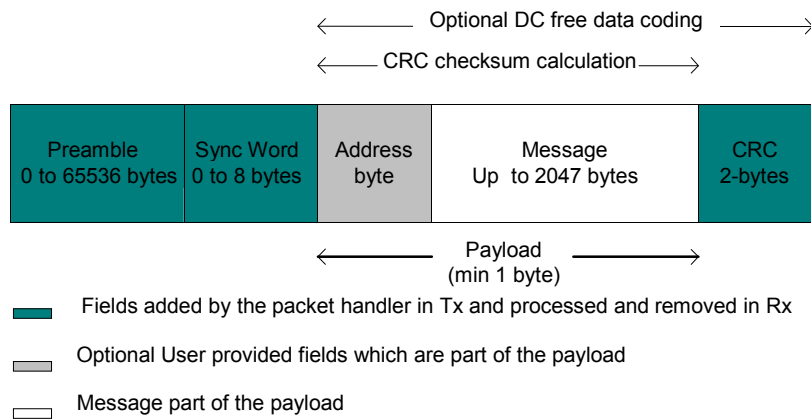 Optional DC free data coding
CRC checksum calculation
Preamble
0 to 65536 bytes
Sync Word
0 to 8 bytes
Address
byte
Message
Up to 2047 bytes
CRC
2-bytes
Payload
(min 1 byte)
Fields added by the packet handler in Tx and processed and removed in Rx
Optional User provided fields which are part of the payload
Message part of the payload